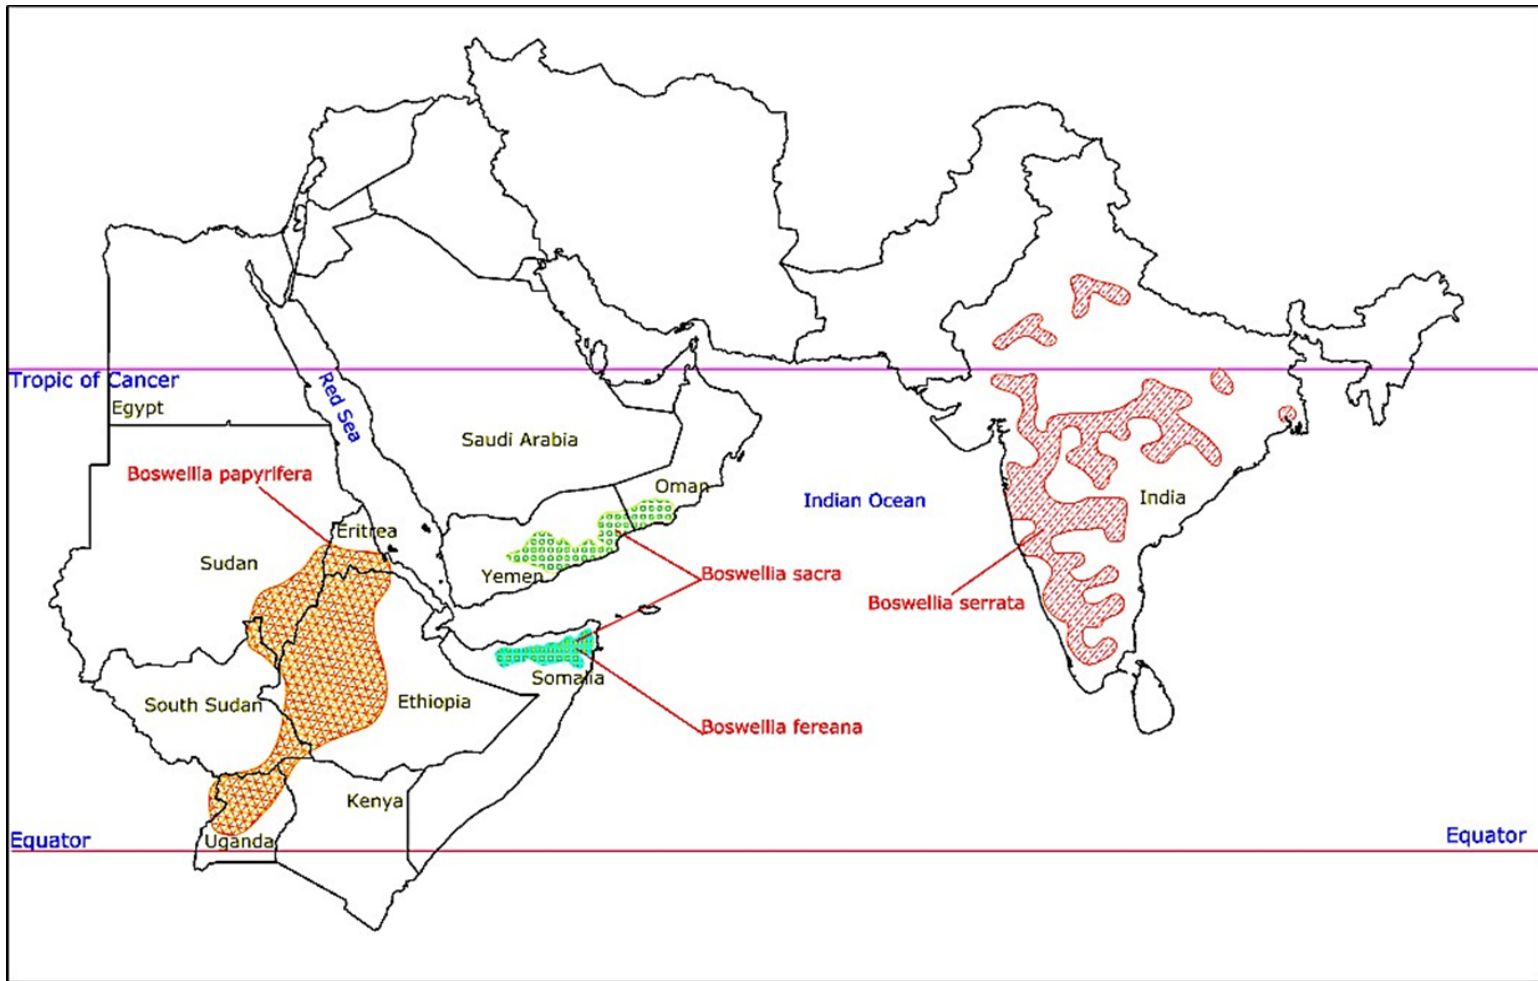 Tropic of Cancer
Egypt
Red Sea
Saudi Arabia
Boswellia papyrifera
Oman
Indian Ocean
India
Eritrea
Sudan
Yemen
Boswellia sacra
Boswellia serrata
Somalia
South Sudan
Ethiopia
Boswellia fereana
Kenya
Uganda
Equator
Equator